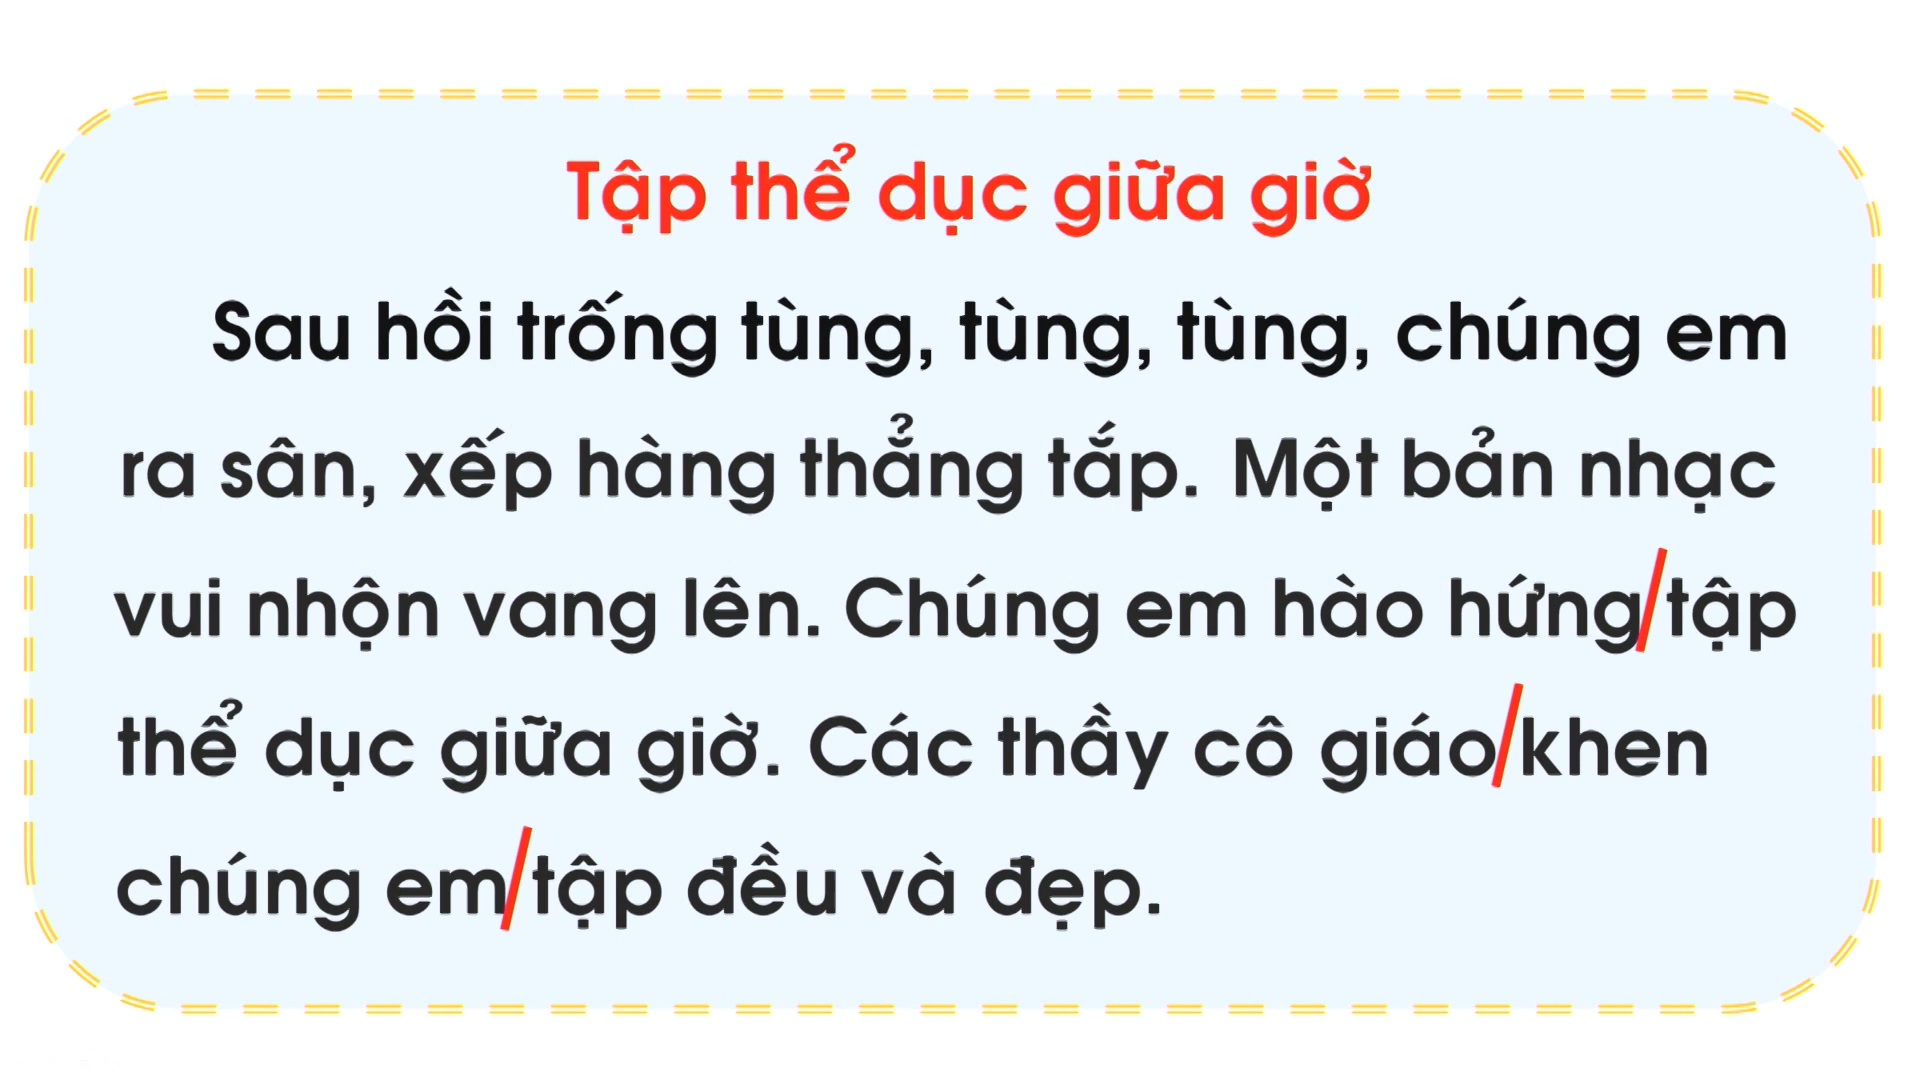 Tập thể dục giữa giờ
Sau hồi trống tùng, tùng, tùng, chúng em
ra sân, xếp hàng thẳng tắp. Một bản nhạc
vui nhộn vang lên. Chúng em hào hứng/tập
thể dục giữa giờ. Các thầy cô giáo/khen
chúng em/tập đều và đẹp.